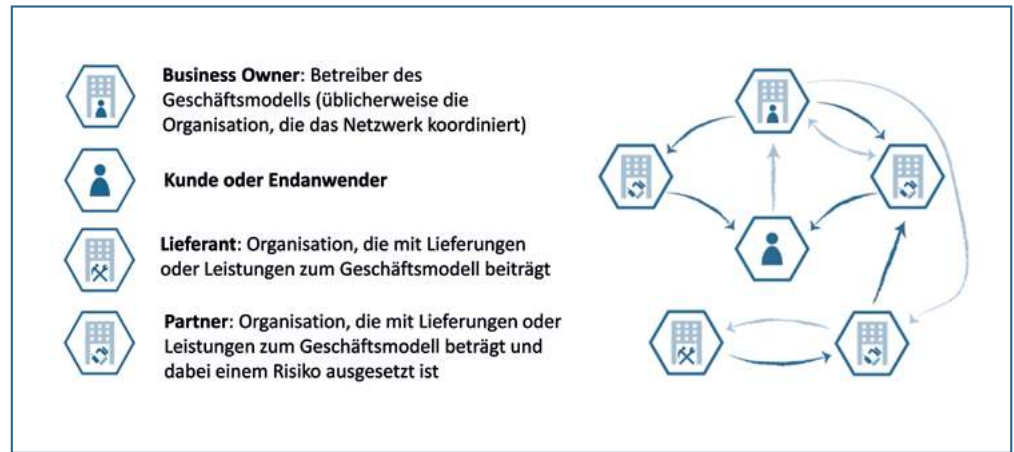 Business Owner: Betreiber des
Geschäftsmodells (üblicherweise die
Organisation, die das Netzwerk koordiniert)
Kunde oder Endanwender
Lieferant: Organisation, die mit Lieferungen
oder Leistungen zum Geschäftsmodell beiträgt
Partner: Organisation, die mit Lieferungen oder
Leistungen zum Geschäftsmodell beträgt und
dabei einem Risiko ausgesetzt ist